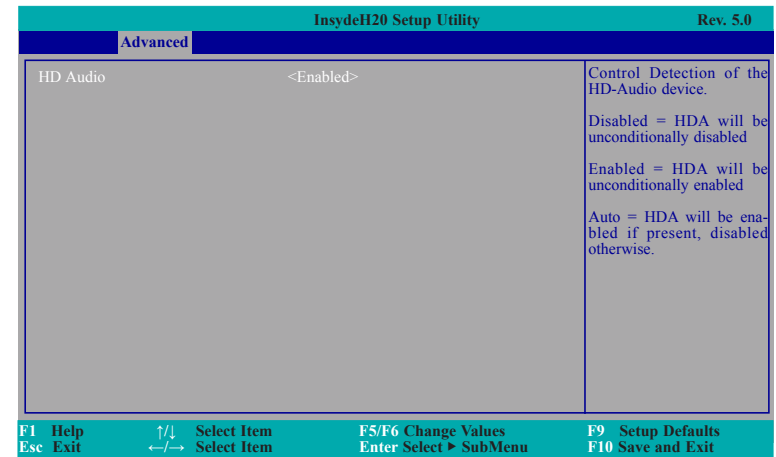 InsydeH20 Setup Utility Rev. 5.0
Advanced
HD Audio <Enabled>
Control Detection of the
HD-Audio device.
Disabled = HDA will be
unconditionally disabled
Enabled = HDA will be
unconditionally enabled
Auto = HDA will be ena-
bled if present, disabled
otherwise.
F1 Help ↑/↓ Select Item F5/F6 Change Values F9 Setup Defaults
Esc Exit ←/→ Select Item Enter Select ▶ SubMenu F10 Save and Exit